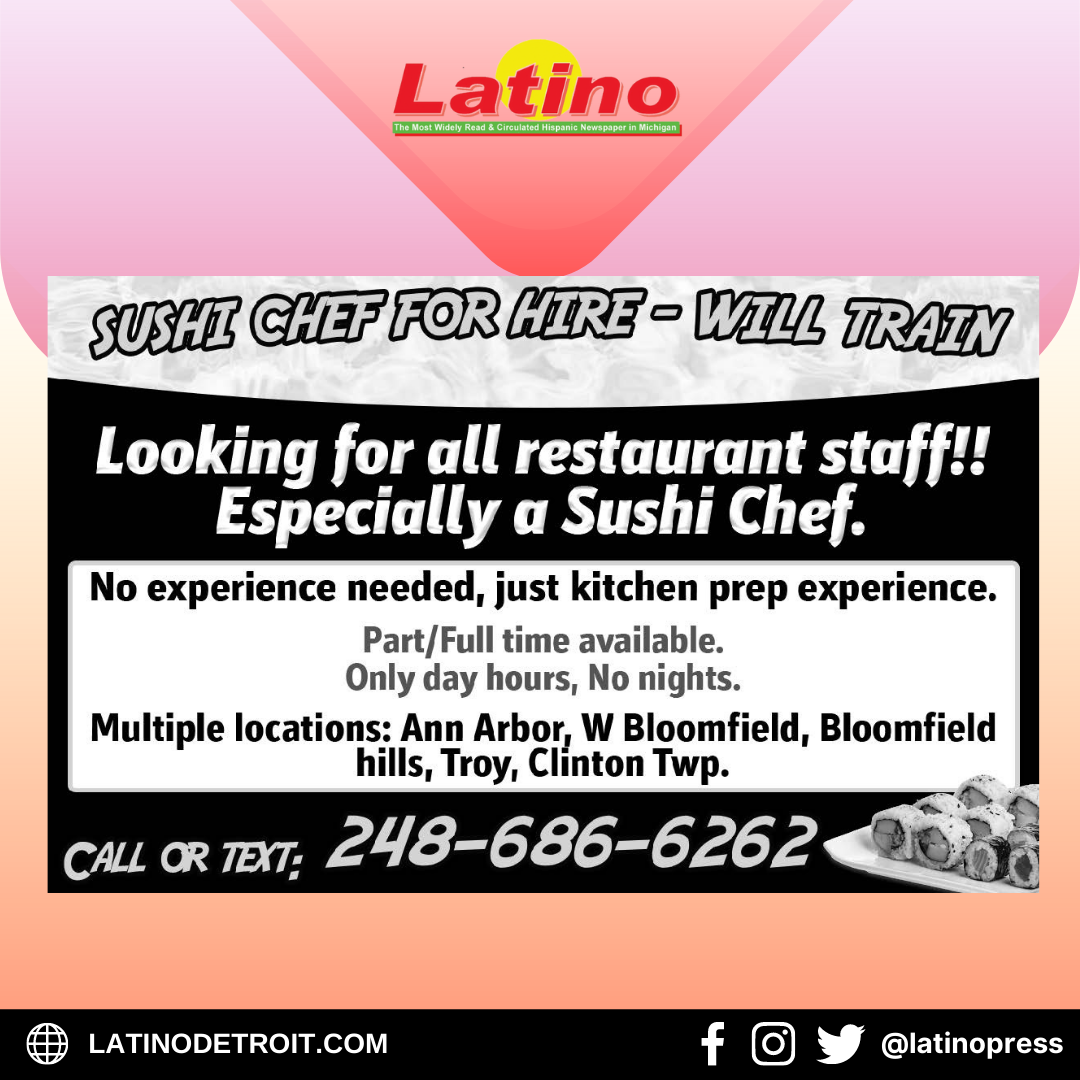 Latino
The Most Widely Read & Circulated Hispanic Newspaper in Michigan
SUSHI CHEF FOR HIRE - WILL TRAIN
Looking for all restaurant staff!!
Especially a Sushi Chef.
No experience needed, just kitchen prep experience.
Part/Full time available.
Only day hours, No nights.
Multiple locations: Ann Arbor, W Bloomfield, Bloomfield
hills, Troy, Clinton Twp.
CALL OR TEXT: 248-686-6262
LATINODETROIT.COM
@latinopress